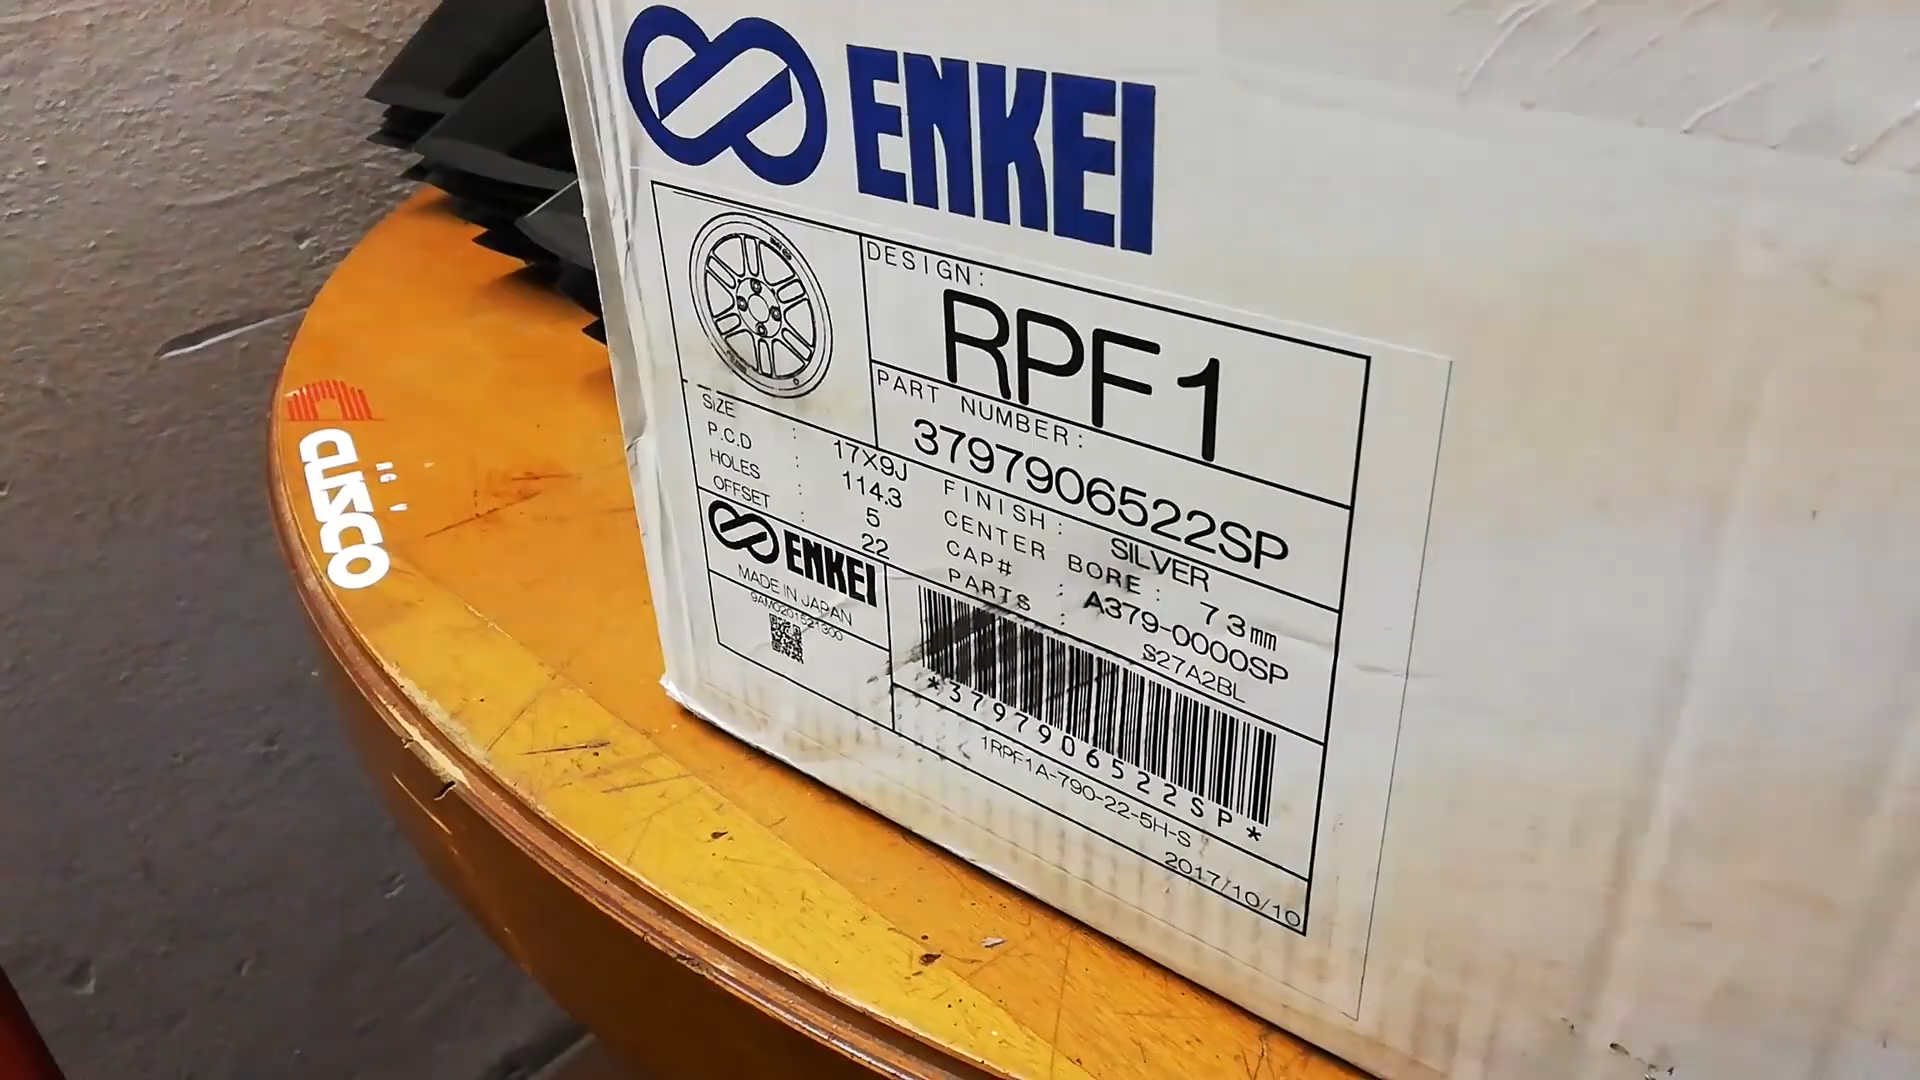 ENKEI
DESIGN:
RPF1
PART NUMBER:
3797906522SP
SIZE : 17X9J
P.C.D : 114.3
HOLES : 5
OFFSET : 22
FINISH : SILVER
CENTER BORE : 73mm
CAP# : A379-0000SP
PARTS : S27A2BL
ENKEI
MADE IN JAPAN
*3797906522SP*
1RPF1A-790-22-5H-S
2017/10/10